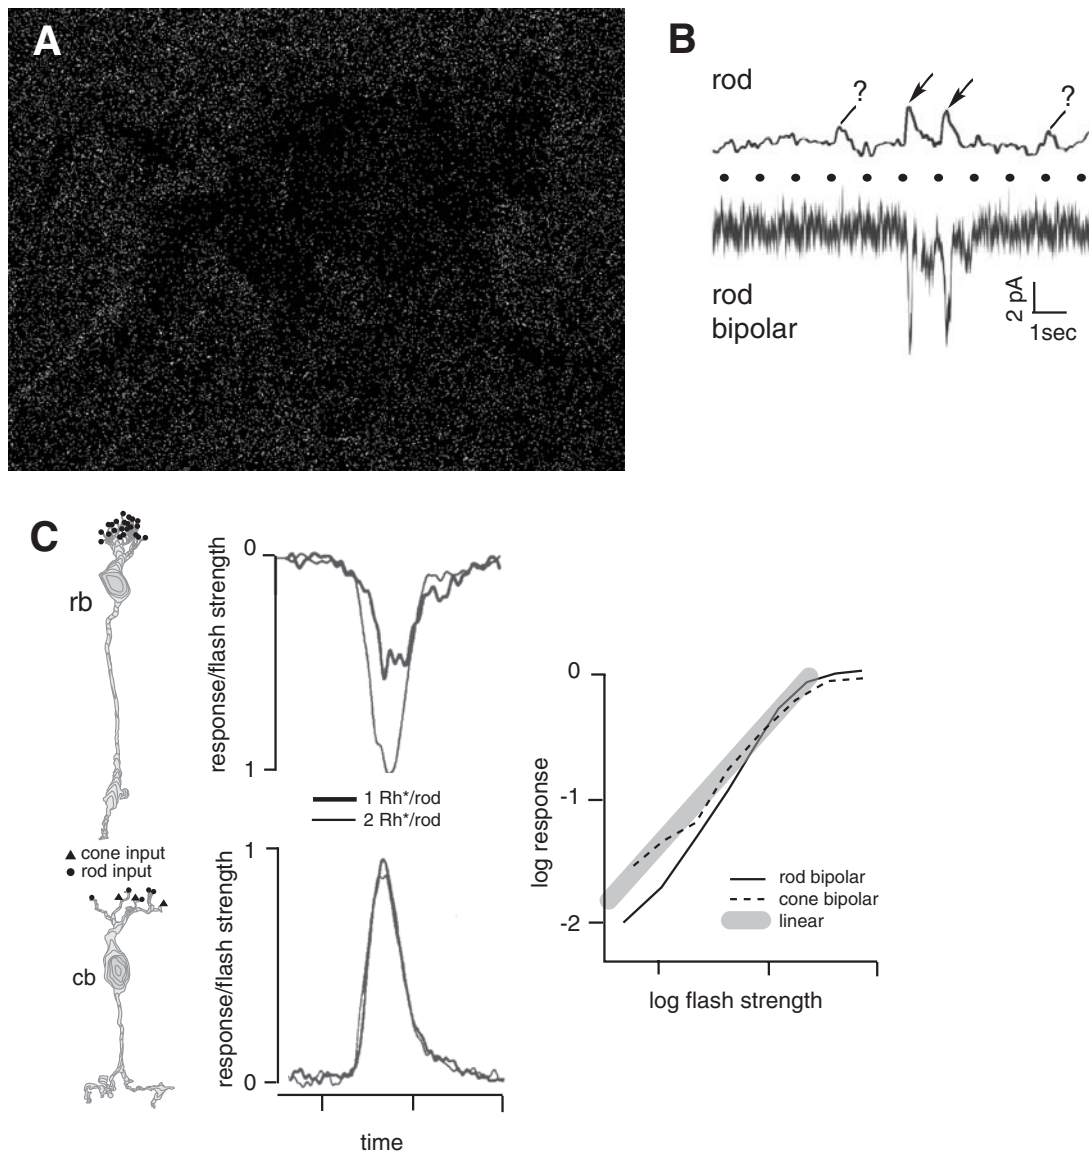 A
B
rod
?
?
rod
bipolar
2 pA
1sec
C
rb
response/flash strength
0
1
1 Rh*/rod
2 Rh*/rod
▲ cone input
● rod input
cb
response/flash strength
1
0
time
log response
0
-1
-2
rod bipolar
cone bipolar
linear
log flash strength